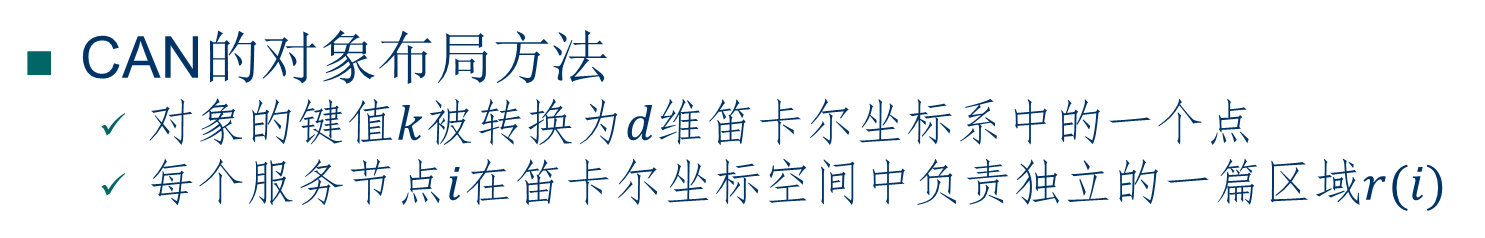 ■ CAN的对象布局方法
✓ 对象的键值k被转换为d维笛卡尔坐标系中的一个点
✓ 每个服务节点i在笛卡尔坐标空间中负责独立的一篇区域r(i)